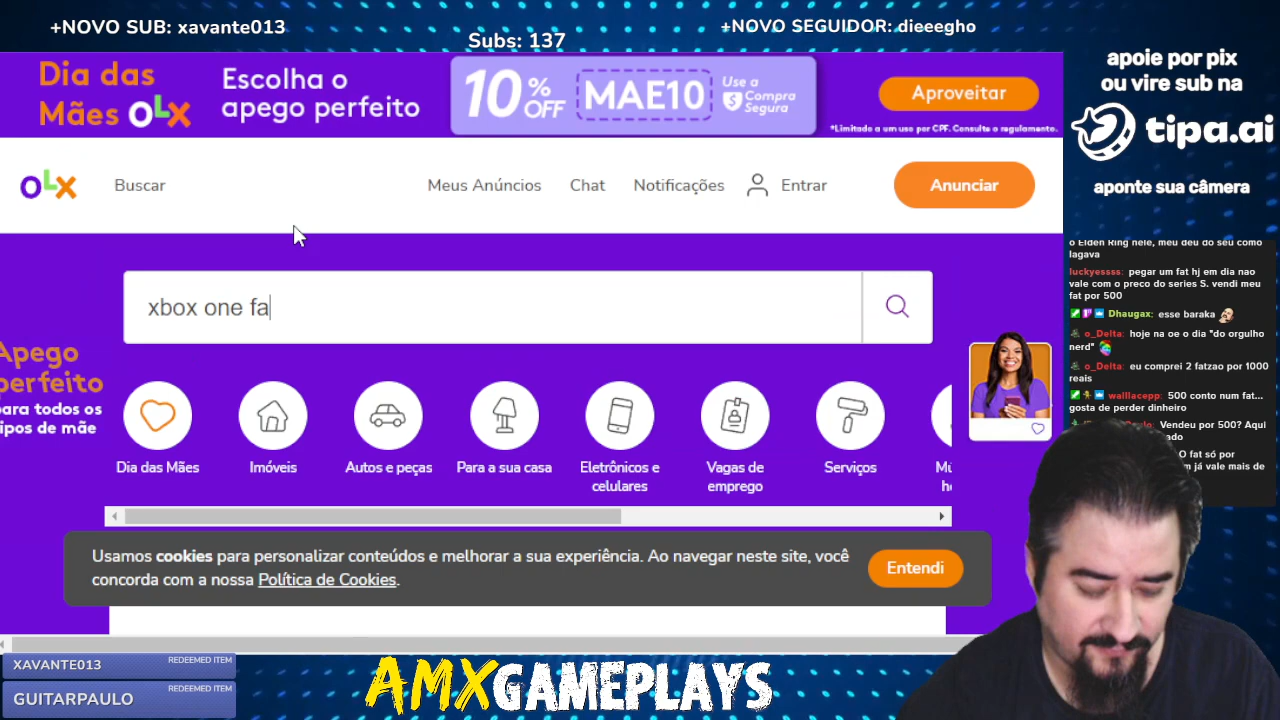 +NOVO SUB: xavante013
Subs: 137
+NOVO SEGUIDOR: dieeegho
Dia das
Mães OLX
Escolha o
apego perfeito
10% OFF
MAE10
Use a
Compra
Segura
Aproveitar
*Limitado a um uso por CPF. Consulte o regulamento.
apoie por pix
ou vire sub na
tipa.ai
aponte sua câmera
OLX
Buscar
Meus Anúncios
Chat
Notificações
Entrar
Anunciar
xbox one fa
Apego
perfeito
para todos os
tipos de mãe
Dia das Mães
Imóveis
Autos e peças
Para a sua casa
Eletrônicos e
celulares
Vagas de
emprego
Serviços
Usamos cookies para personalizar conteúdos e melhorar a sua experiência. Ao navegar neste site, você
concorda com a nossa Política de Cookies.
Entendi
o Elden Ring nele, meu deu do seu como
lagava
luckyessss: pegar um fat hj em dia nao
vale com o preco do series S. vendi meu
fat por 500
Dhaugax: esse baraka
o_Delta: hoje na oe o dia "do orgulho
nerd"
o_Delta: eu comprei 2 fatzao por 1000
reais
walllacepp: 500 conto num fat...
gosta de perder dinheiro
Vendeu por 500? Aqui
O fat só por
já vale mais de
XAVANTE013
REDEEMED ITEM
GUITARPAULO
REDEEMED ITEM
AMXGAMEPLAYS